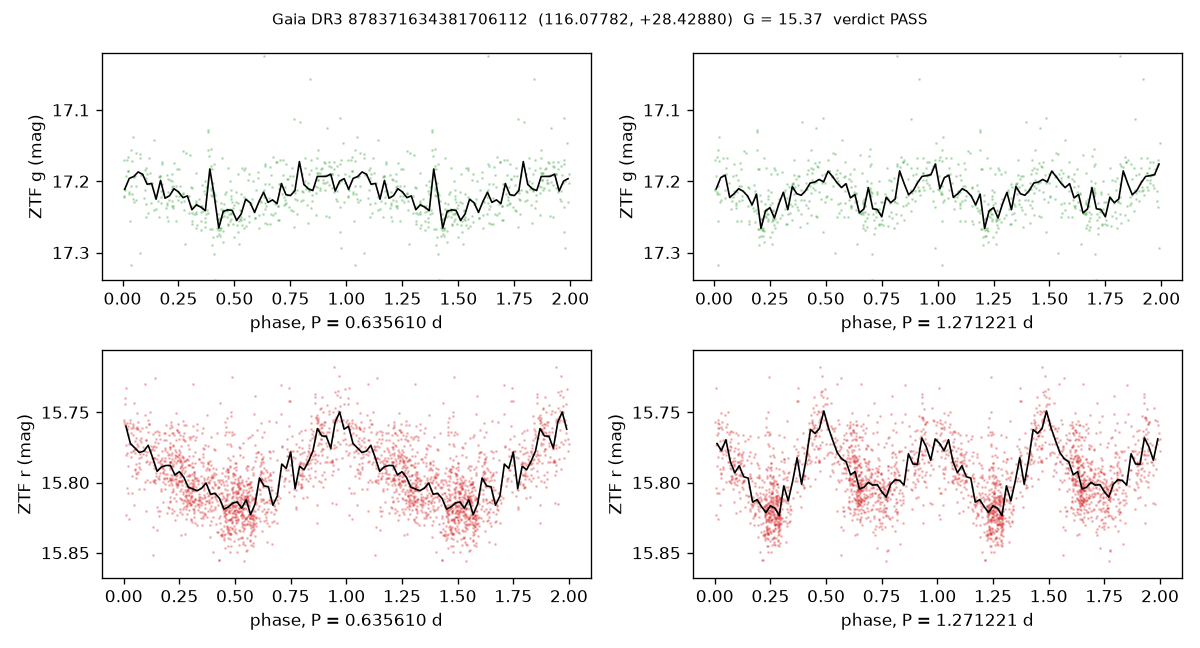 Gaia DR3 878371634381706112 (116.07782, +28.42880) G = 15.37 verdict PASS
ZTF g (mag)
17.1
17.2
17.3
0.00 0.25 0.50 0.75 1.00 1.25 1.50 1.75 2.00
phase, P = 0.635610 d
ZTF g (mag)
17.1
17.2
17.3
0.00 0.25 0.50 0.75 1.00 1.25 1.50 1.75 2.00
phase, P = 1.271221 d
ZTF r (mag)
15.75
15.80
15.85
0.00 0.25 0.50 0.75 1.00 1.25 1.50 1.75 2.00
phase, P = 0.635610 d
ZTF r (mag)
15.75
15.80
15.85
0.00 0.25 0.50 0.75 1.00 1.25 1.50 1.75 2.00
phase, P = 1.271221 d